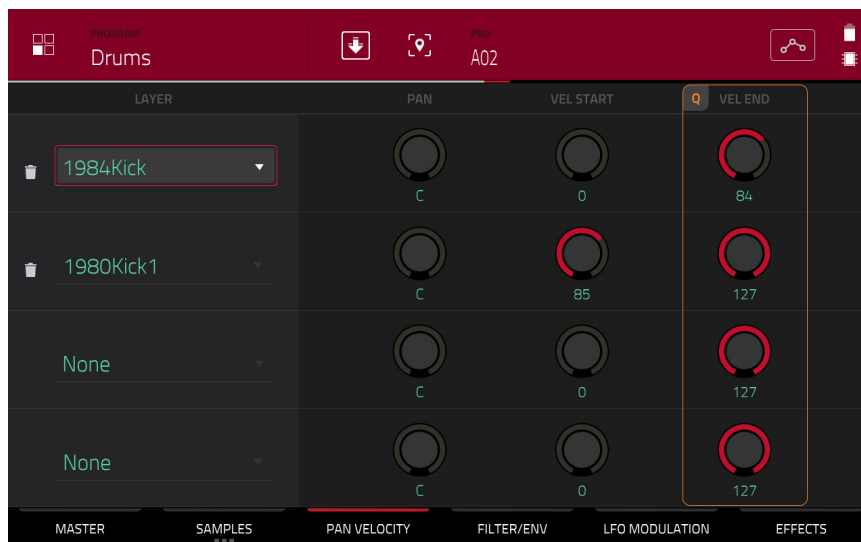 PROGRAM
Drums
PAD
A02
LAYER PAN VEL START Q VEL END
1984Kick
C 0 84
1980Kick1
C 85 127
None
C 0 127
None
C 0 127
MASTER SAMPLES PAN VELOCITY FILTER/ENV LFO MODULATION EFFECTS